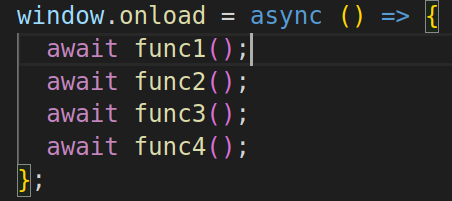 window.onload = async () => {
  await func1();
  await func2();
  await func3();
  await func4();
};